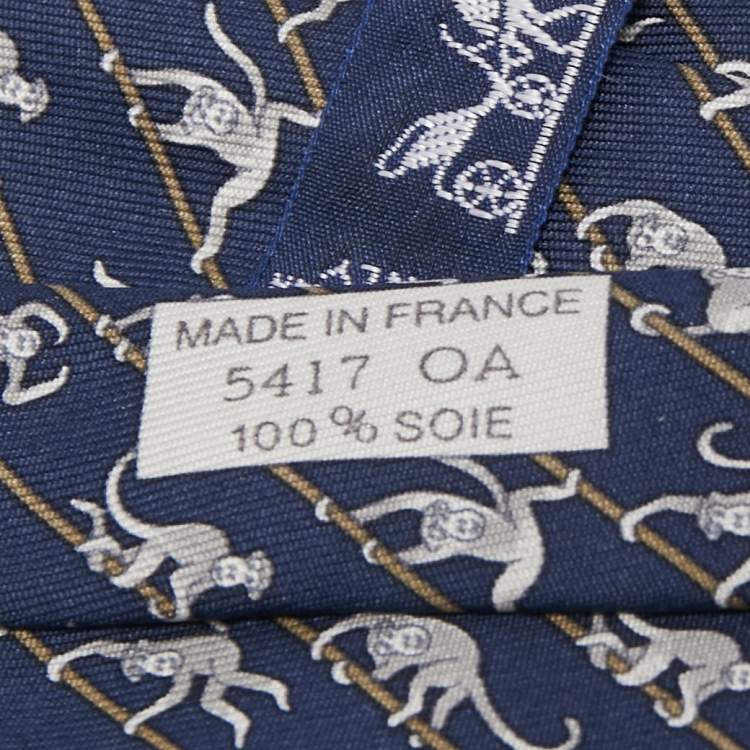 MADE IN FRANCE
5417 OA
100% SOIE